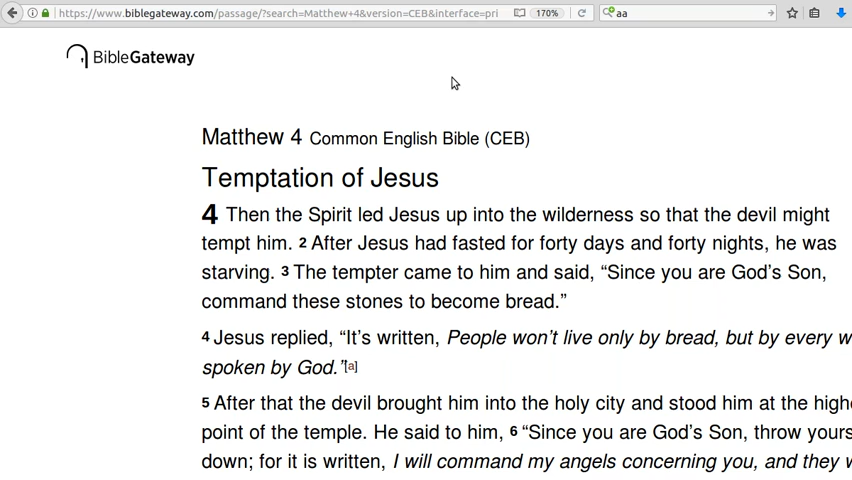 https://www.biblegateway.com/passage/?search=Matthew+4&version=CEB&interface=pri
170%
aa
BibleGateway
Matthew 4 Common English Bible (CEB)
Temptation of Jesus
4 Then the Spirit led Jesus up into the wilderness so that the devil might
tempt him. 2 After Jesus had fasted for forty days and forty nights, he was
starving. 3 The tempter came to him and said, “Since you are God’s Son,
command these stones to become bread.”
4 Jesus replied, “It’s written, People won’t live only by bread, but by every w
spoken by God.”[a]
5 After that the devil brought him into the holy city and stood him at the highe
point of the temple. He said to him, 6 “Since you are God’s Son, throw yours
down; for it is written, I will command my angels concerning you, and they w